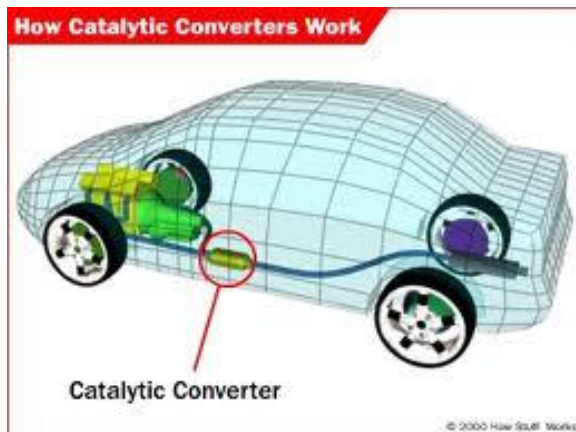 How Catalytic Converters Work
Catalytic Converter
© 2000 How Stuff Works